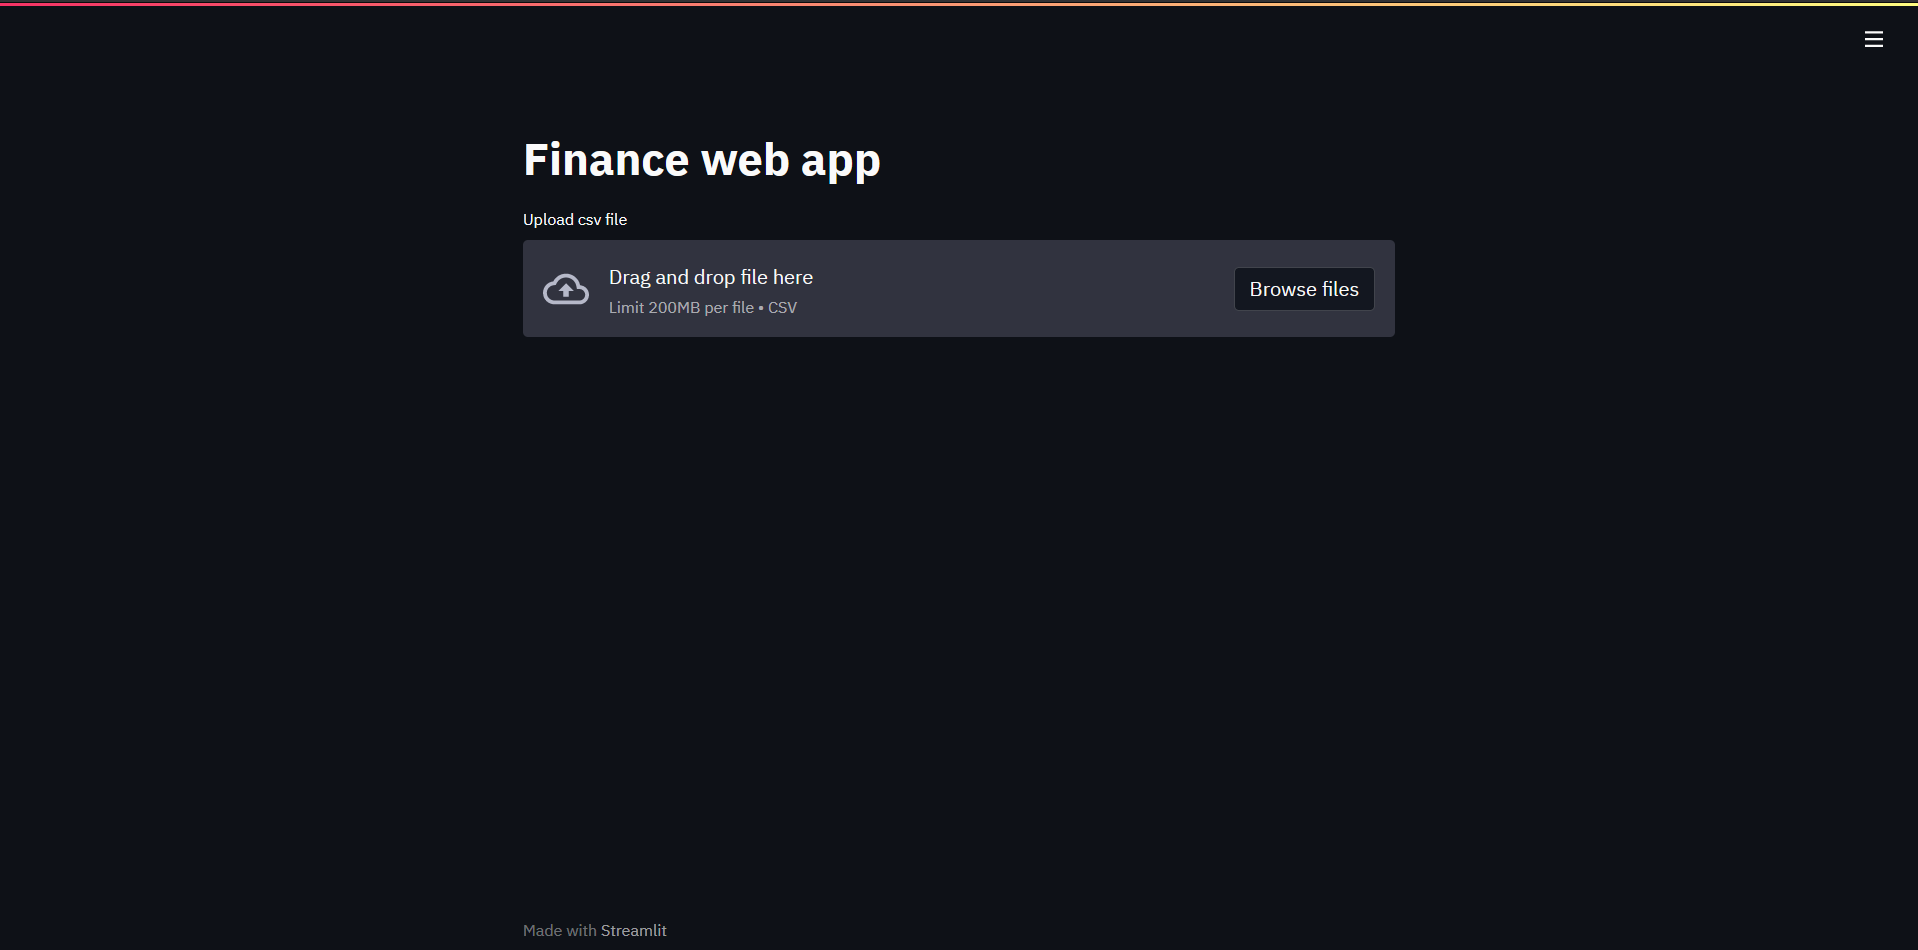 Finance web app
Upload csv file
Drag and drop file here
Limit 200MB per file • CSV
Browse files
Made with Streamlit